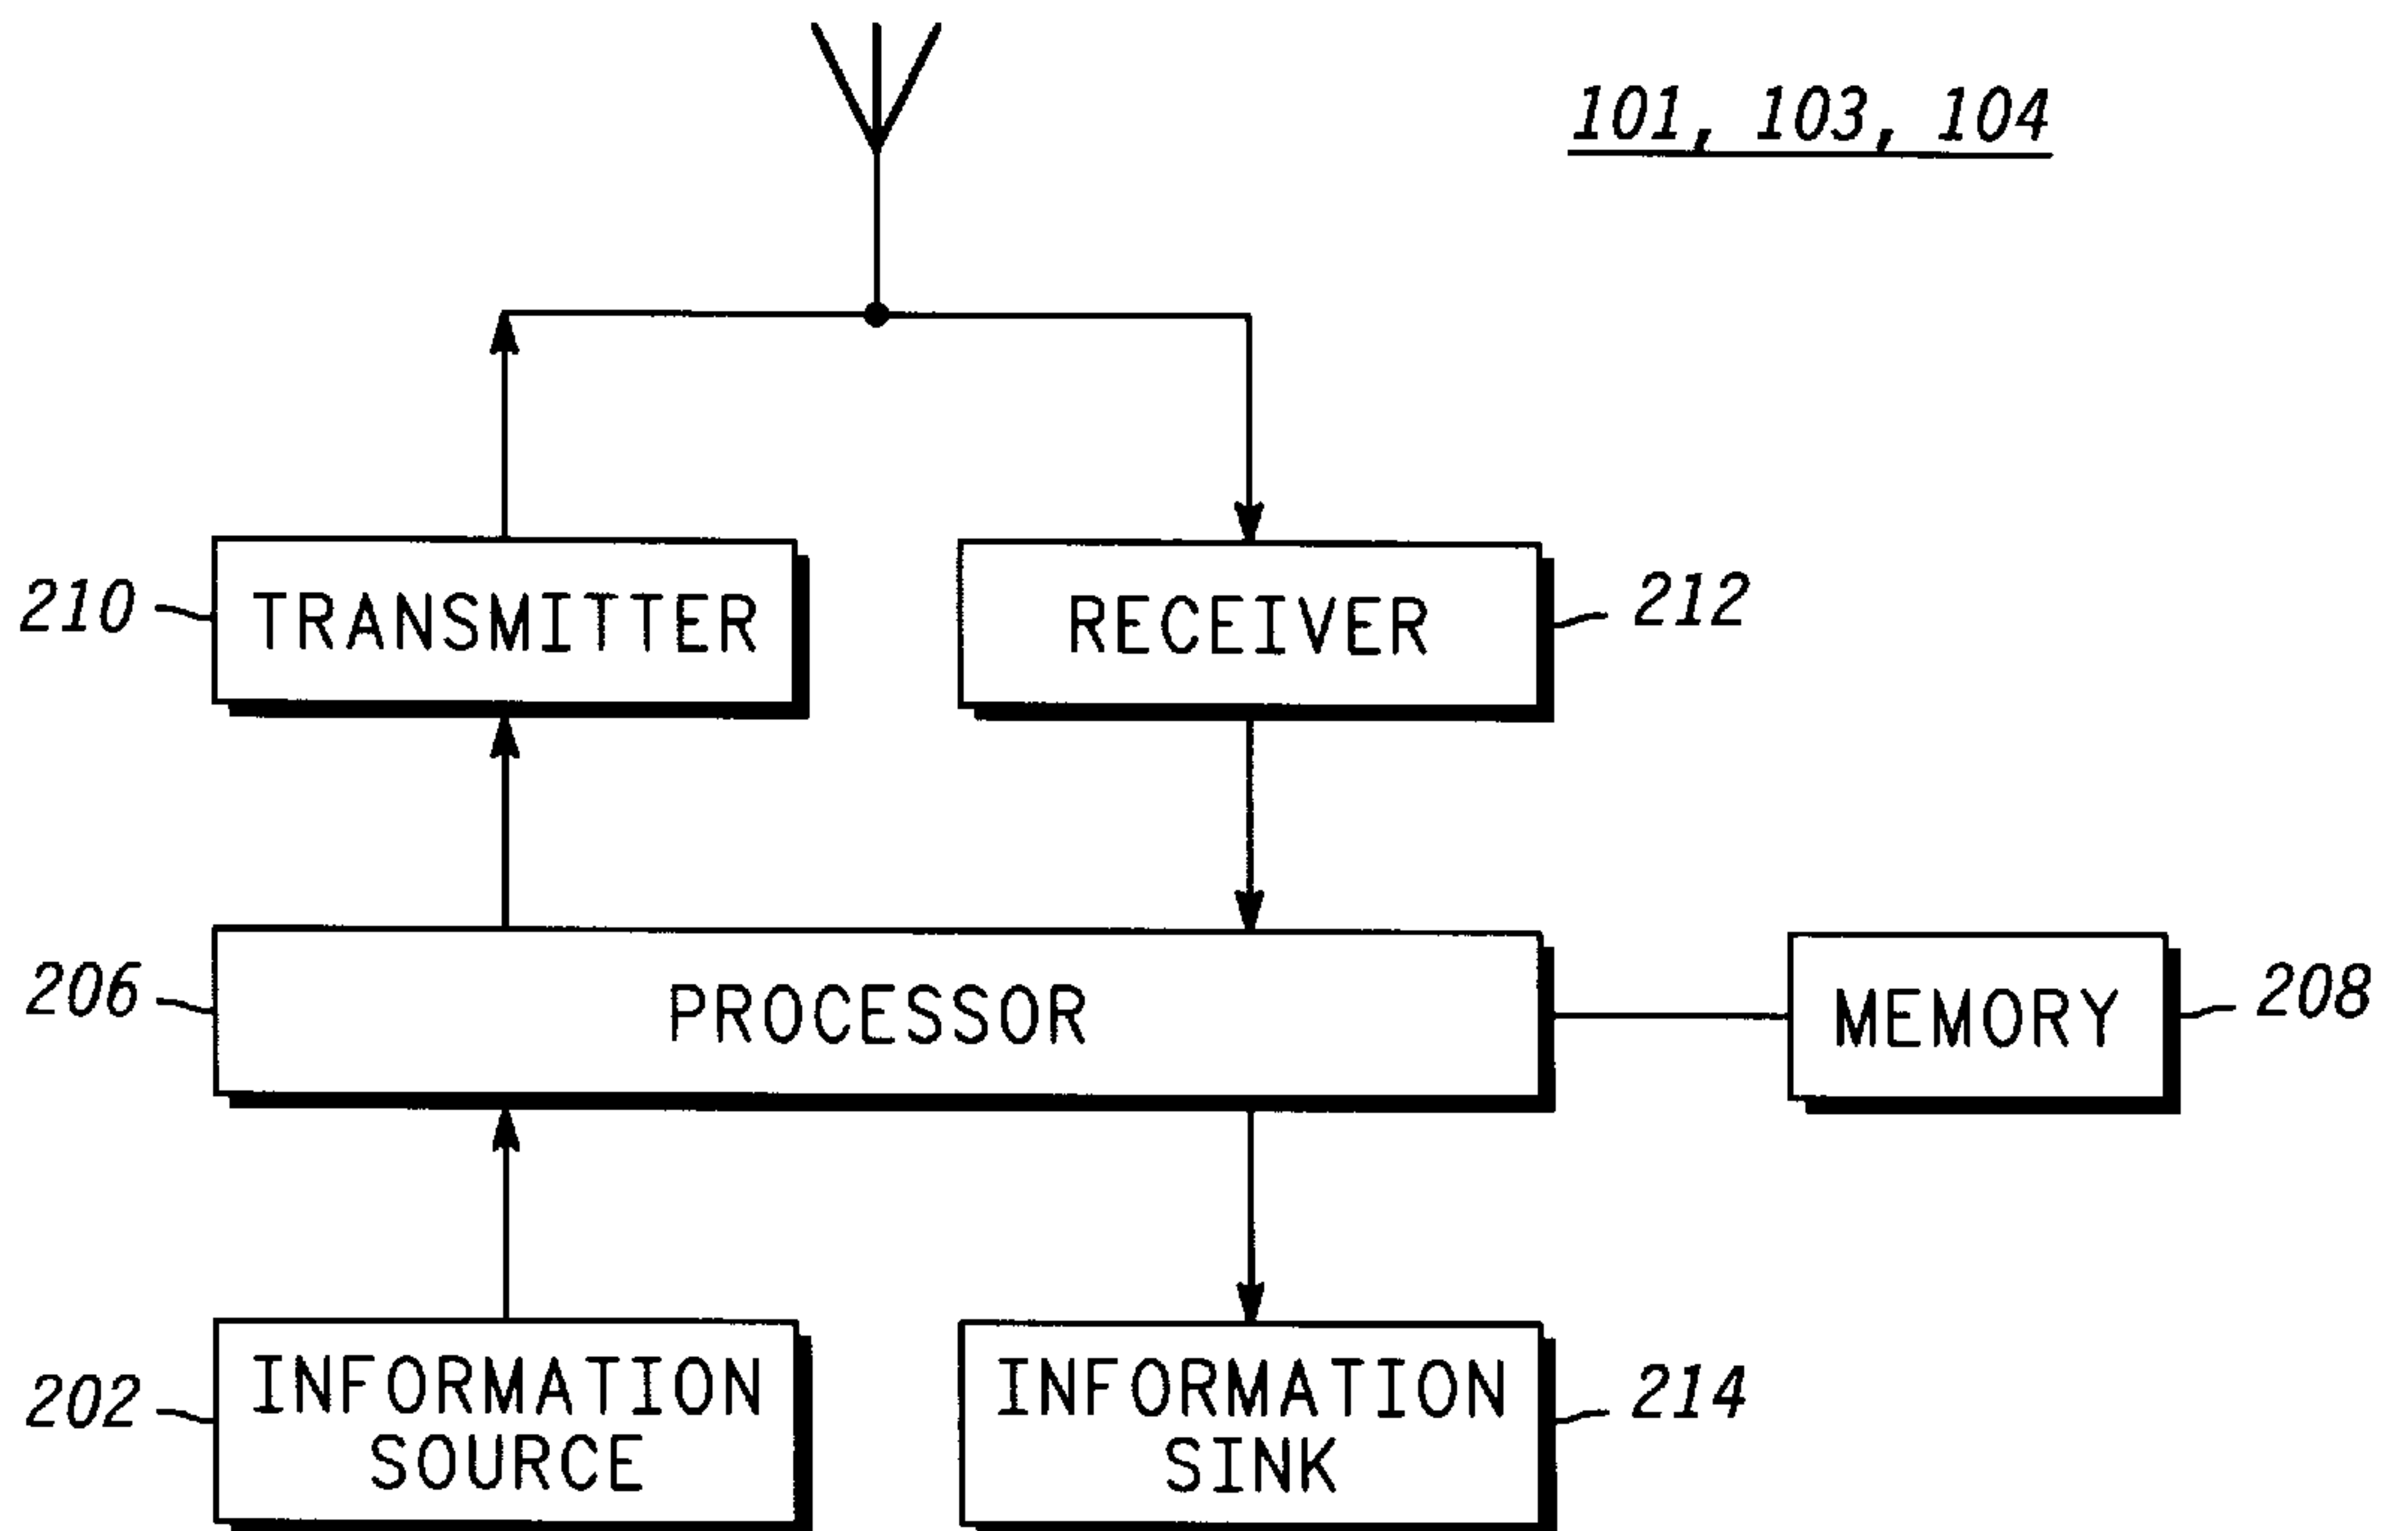 101, 103, 104
210
TRANSMITTER
RECEIVER
212
206
PROCESSOR
MEMORY
208
202
INFORMATION
SOURCE
INFORMATION
SINK
214